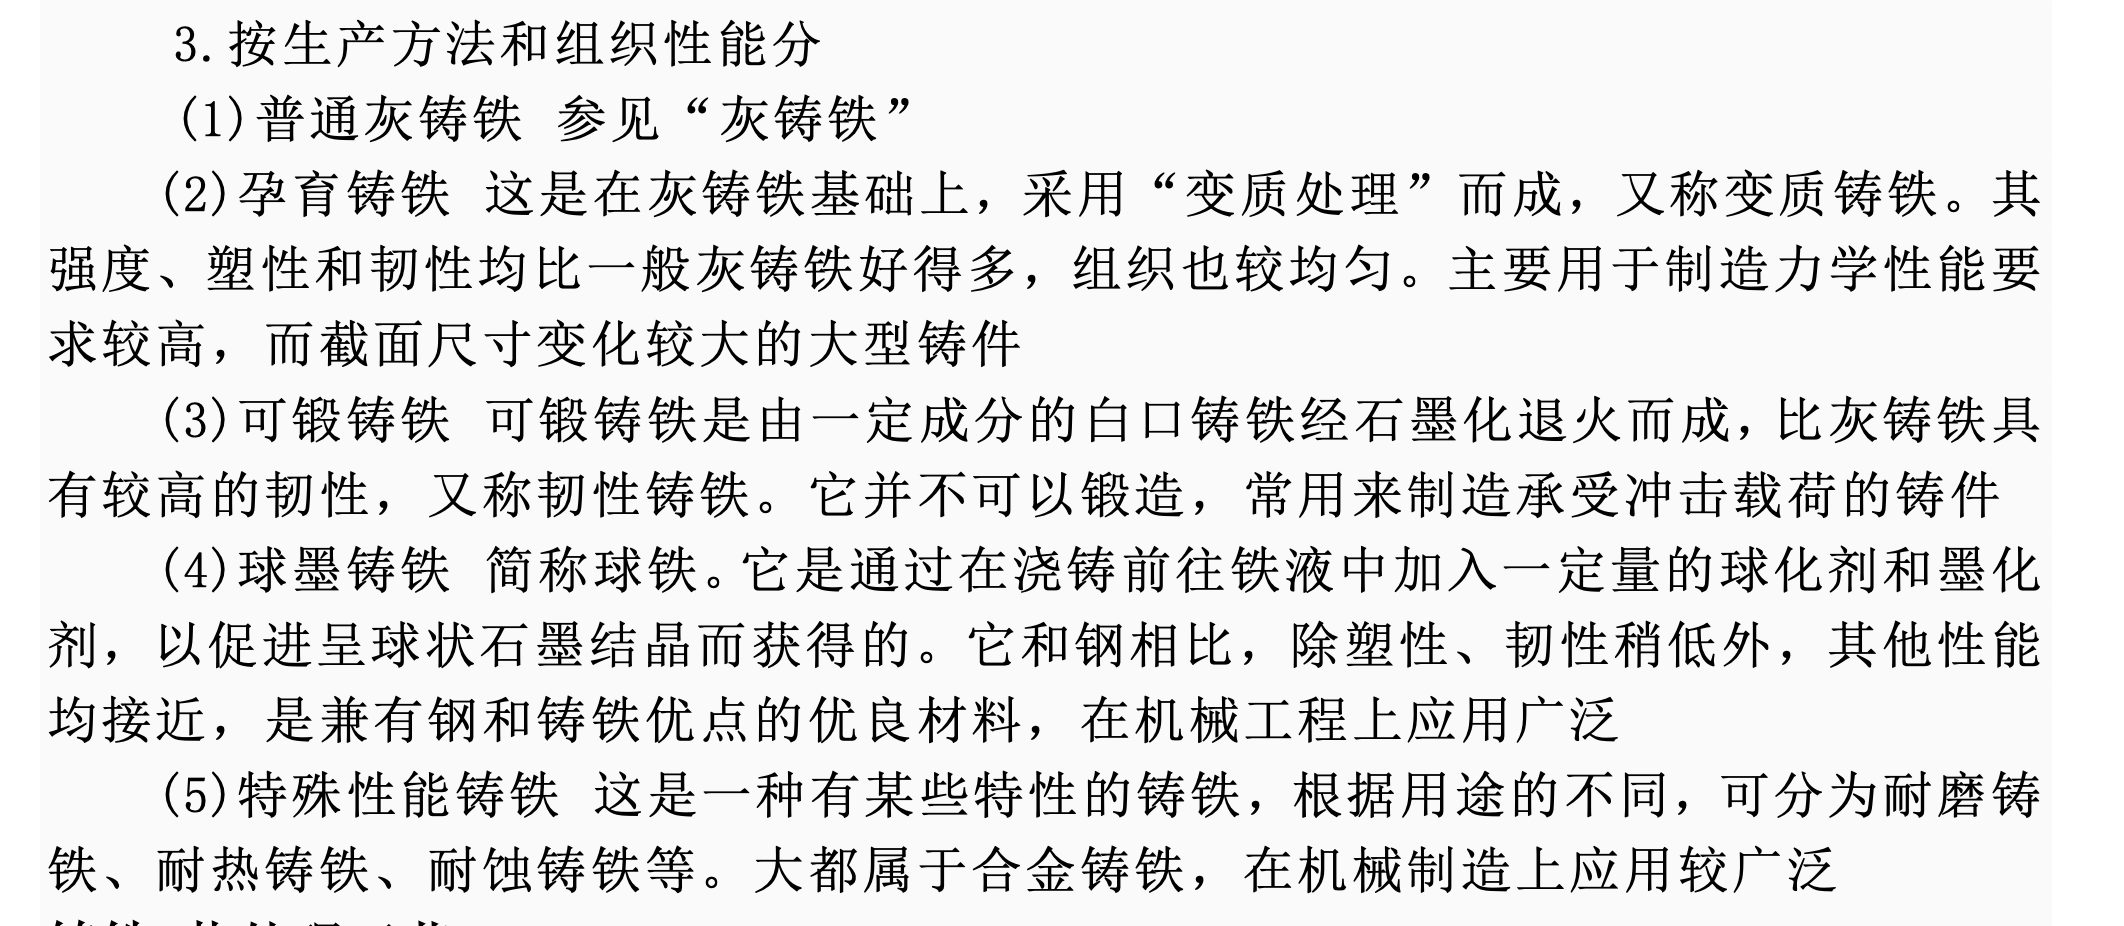 3.按生产方法和组织性能分
(1)普通灰铸铁 参见“灰铸铁”
(2)孕育铸铁 这是在灰铸铁基础上，采用“变质处理”而成，又称变质铸铁。其
强度、塑性和韧性均比一般灰铸铁好得多，组织也较均匀。主要用于制造力学性能要
求较高，而截面尺寸变化较大的大型铸件
(3)可锻铸铁 可锻铸铁是由一定成分的白口铸铁经石墨化退火而成，比灰铸铁具
有较高的韧性，又称韧性铸铁。它并不可以锻造，常用来制造承受冲击载荷的铸件
(4)球墨铸铁 简称球铁。它是通过在浇铸前往铁液中加入一定量的球化剂和墨化
剂，以促进呈球状石墨结晶而获得的。它和钢相比，除塑性、韧性稍低外，其他性能
均接近，是兼有钢和铸铁优点的优良材料，在机械工程上应用广泛
(5)特殊性能铸铁 这是一种有某些特性的铸铁，根据用途的不同，可分为耐磨铸
铁、耐热铸铁、耐蚀铸铁等。大都属于合金铸铁，在机械制造上应用较广泛